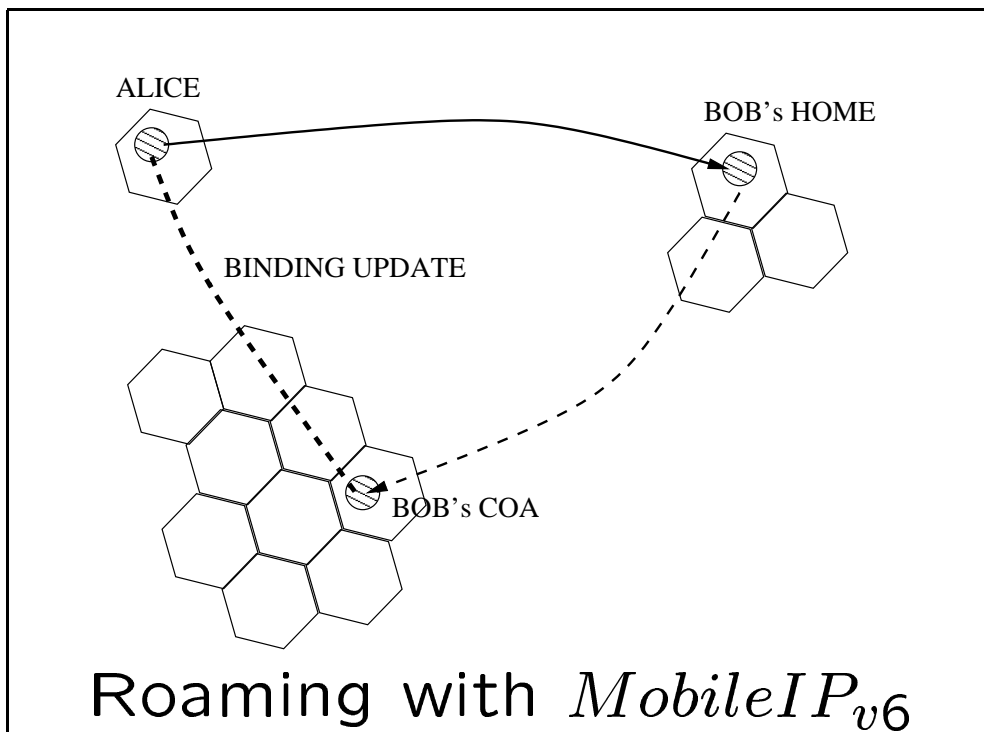 ALICE
BOB's HOME
BINDING UPDATE
BOB's COA
Roaming with MobileIPv6